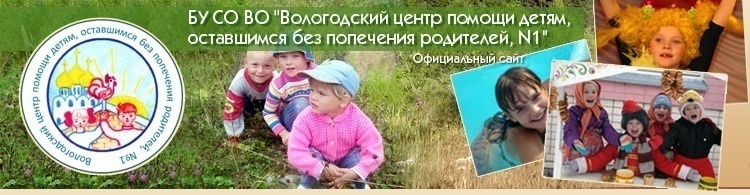 БУ СО ВО "Вологодский центр помощи детям,
оставшимся без попечения родителей, N1"
Официальный сайт
Вологодский центр помощи детям, оставшимся без попечения родителей, №1